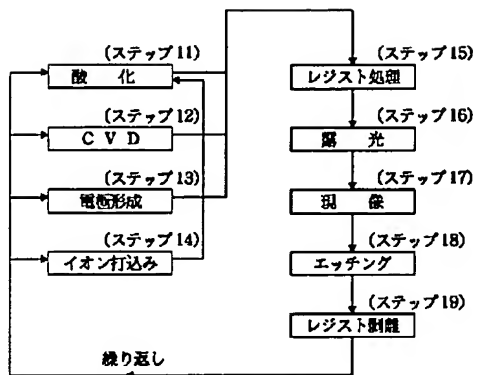 (ステップ11)
酸 化
(ステップ12)
C V D
(ステップ13)
電極形成
(ステップ14)
イオン打込み
(ステップ15)
レジスト処理
(ステップ16)
露 光
(ステップ17)
現 像
(ステップ18)
エッチング
(ステップ19)
レジスト剥離
繰り返し